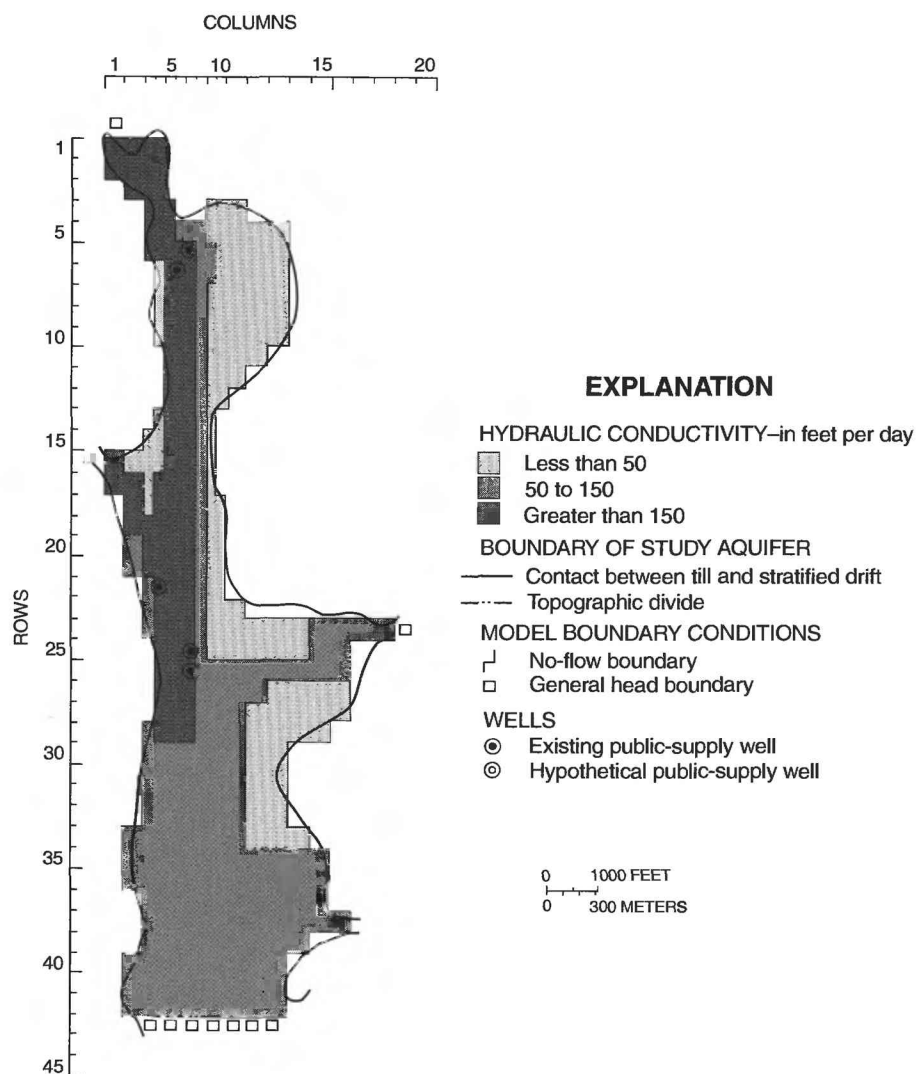 COLUMNS
1 5 10 15 20
1
5
10
15
20
25
30
35
40
45
ROWS
EXPLANATION
HYDRAULIC CONDUCTIVITY–in feet per day
Less than 50
50 to 150
Greater than 150
BOUNDARY OF STUDY AQUIFER
Contact between till and stratified drift
Topographic divide
MODEL BOUNDARY CONDITIONS
No-flow boundary
General head boundary
WELLS
Existing public-supply well
Hypothetical public-supply well
0 1000 FEET
0 300 METERS